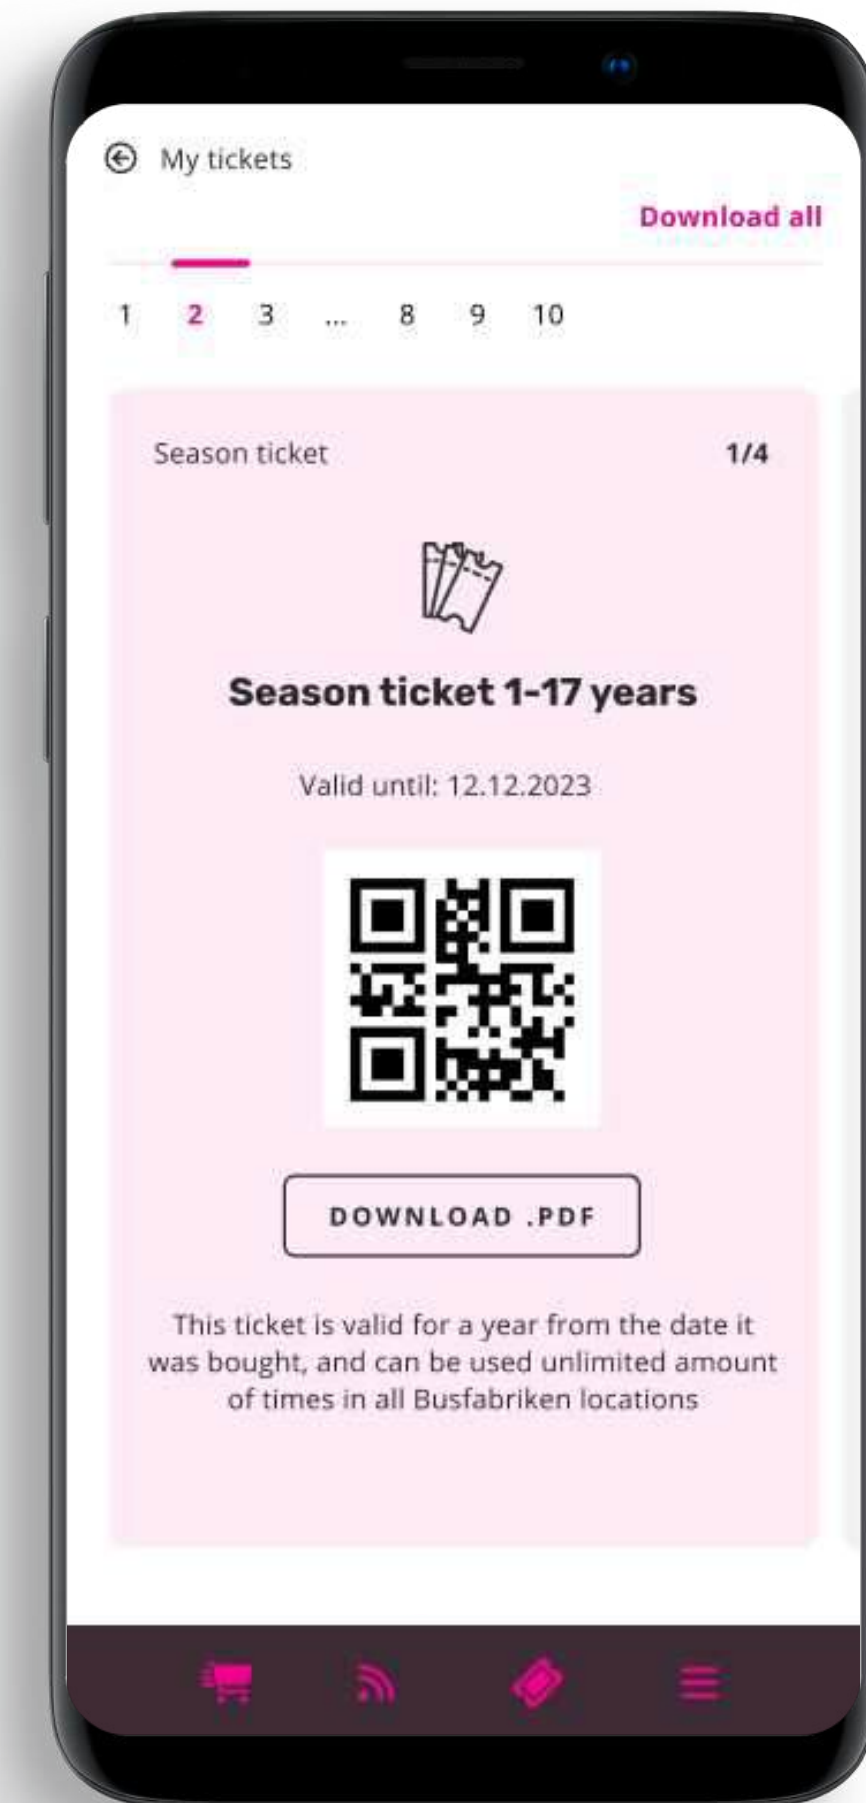 My tickets
Download all
1 2 3 ... 8 9 10
Season ticket 1/4
Season ticket 1-17 years
Valid until: 12.12.2023
DOWNLOAD .PDF
This ticket is valid for a year from the date it
was bought, and can be used unlimited amount
of times in all Busfabriken locations